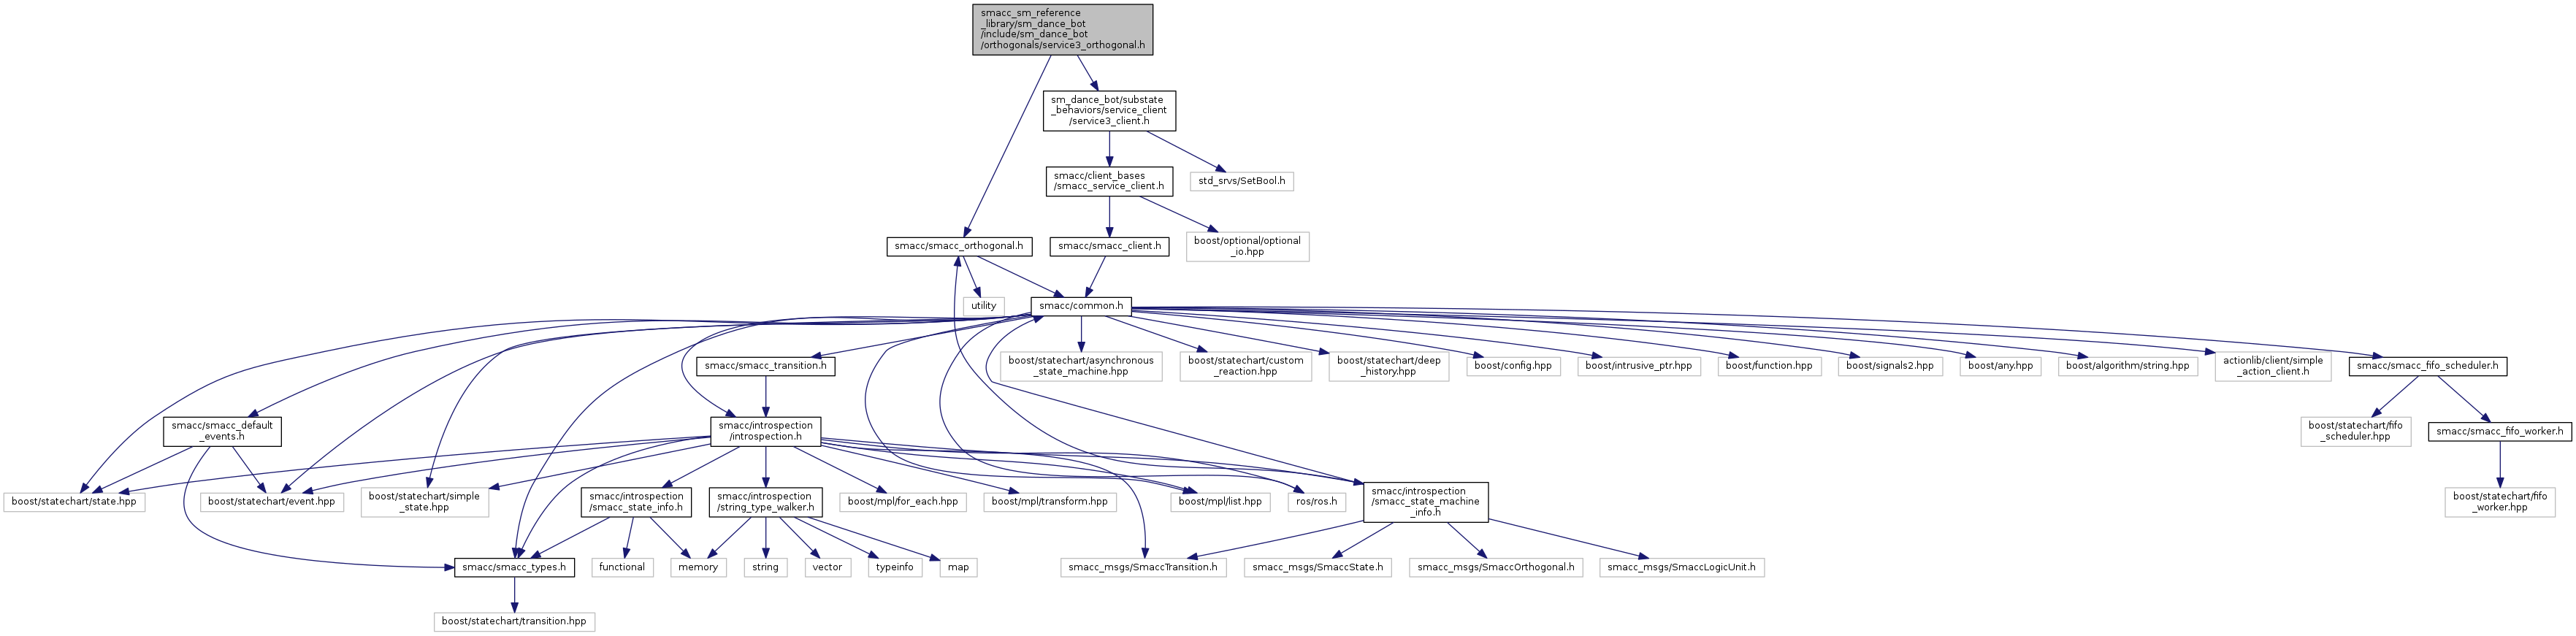 smacc_sm_reference
_library/sm_dance_bot
/include/sm_dance_bot
/orthogonals/service3_orthogonal.h
sm_dance_bot/substate
_behaviors/service_client
/service3_client.h
smacc/client_bases
/smacc_service_client.h
std_srvs/SetBool.h
smacc/smacc_orthogonal.h
smacc/smacc_client.h
boost/optional/optional
_io.hpp
utility
smacc/common.h
smacc/smacc_transition.h
boost/statechart/asynchronous
_state_machine.hpp
boost/statechart/custom
_reaction.hpp
boost/statechart/deep
_history.hpp
boost/config.hpp
boost/intrusive_ptr.hpp
boost/function.hpp
boost/signals2.hpp
boost/any.hpp
boost/algorithm/string.hpp
actionlib/client/simple
_action_client.h
smacc/smacc_fifo_scheduler.h
smacc/smacc_default
_events.h
smacc/introspection
/introspection.h
boost/statechart/fifo
_scheduler.hpp
smacc/smacc_fifo_worker.h
boost/statechart/state.hpp
boost/statechart/event.hpp
boost/statechart/simple
_state.hpp
smacc/introspection
/smacc_state_info.h
smacc/introspection
/string_type_walker.h
boost/mpl/for_each.hpp
boost/mpl/transform.hpp
boost/mpl/list.hpp
ros/ros.h
smacc/introspection
/smacc_state_machine
_info.h
boost/statechart/fifo
_worker.hpp
smacc/smacc_types.h
functional
memory
string
vector
typeinfo
map
smacc_msgs/SmaccTransition.h
smacc_msgs/SmaccState.h
smacc_msgs/SmaccOrthogonal.h
smacc_msgs/SmaccLogicUnit.h
boost/statechart/transition.hpp